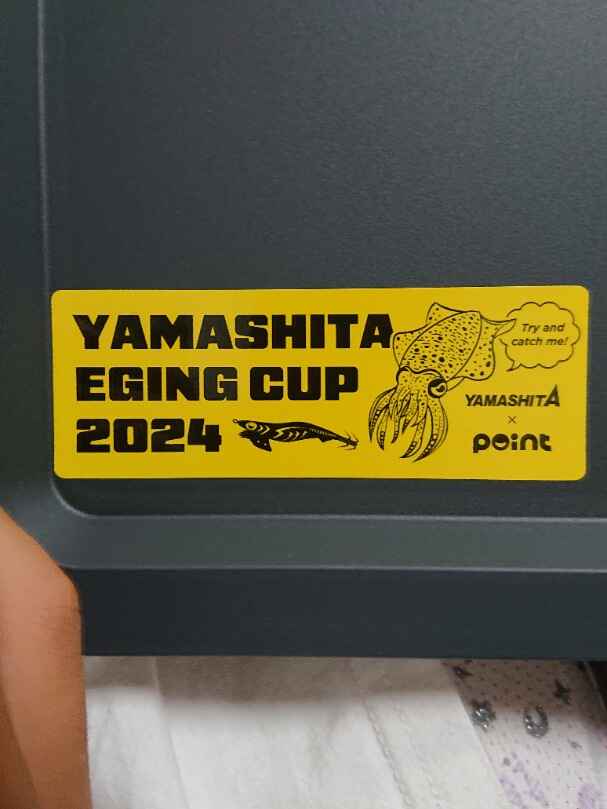 YAMASHITA
EGING CUP
2024
Try and
catch me!
YAMASHITA
×
point